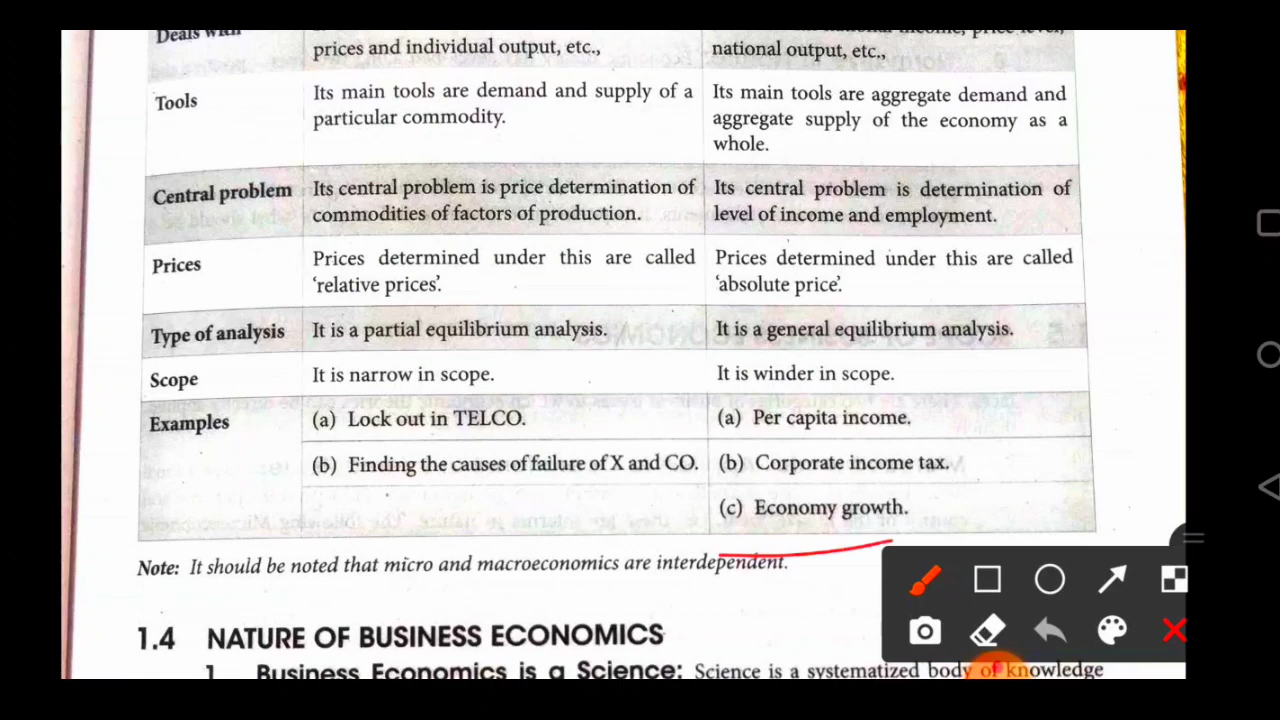 Deals with
prices and individual output, etc.,
national output, etc.,
Tools
Its main tools are demand and supply of a
particular commodity.
Its main tools are aggregate demand and
aggregate supply of the economy as a
whole.
Central problem
Its central problem is price determination of
commodities of factors of production.
Its central problem is determination of
level of income and employment.
Prices
Prices determined under this are called
‘relative prices’.
Prices determined under this are called
‘absolute price’.
Type of analysis
It is a partial equilibrium analysis.
It is a general equilibrium analysis.
Scope
It is narrow in scope.
It is winder in scope.
Examples
(a) Lock out in TELCO.
(a) Per capita income.
(b) Finding the causes of failure of X and CO.
(b) Corporate income tax.
(c) Economy growth.
Note: It should be noted that micro and macroeconomics are interdependent.
1.4 NATURE OF BUSINESS ECONOMICS
1. Business Economics is a Science: Science is a systematized body of knowledge